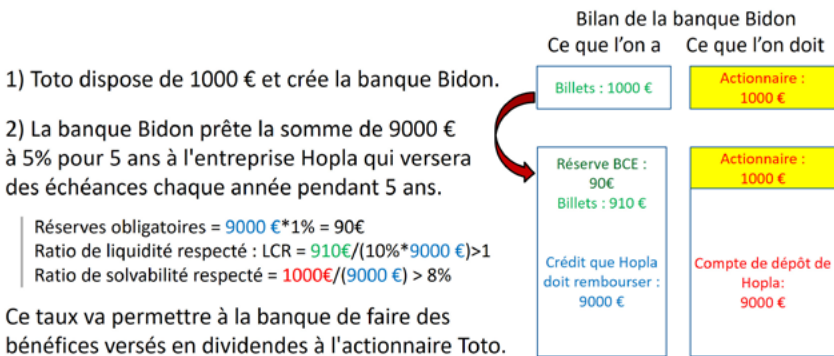 Bilan de la banque Bidon
Ce que l'on a    Ce que l'on doit
1) Toto dispose de 1000 € et crée la banque Bidon.
Billets : 1000 €
Actionnaire :
1000 €
2) La banque Bidon prête la somme de 9000 €
à 5% pour 5 ans à l'entreprise Hopla qui versera
des échéances chaque année pendant 5 ans.
Réserves obligatoires = 9000 €*1% = 90€
Ratio de liquidité respecté : LCR = 910€/(10%*9000 €)>1
Ratio de solvabilité respecté = 1000€/(9000 €) > 8%
Ce taux va permettre à la banque de faire des
bénéfices versés en dividendes à l'actionnaire Toto.
Réserve BCE :
90€
Billets : 910 €
Crédit que Hopla
doit rembourser :
9000 €
Actionnaire :
1000 €
Compte de dépôt de
Hopla:
9000 €